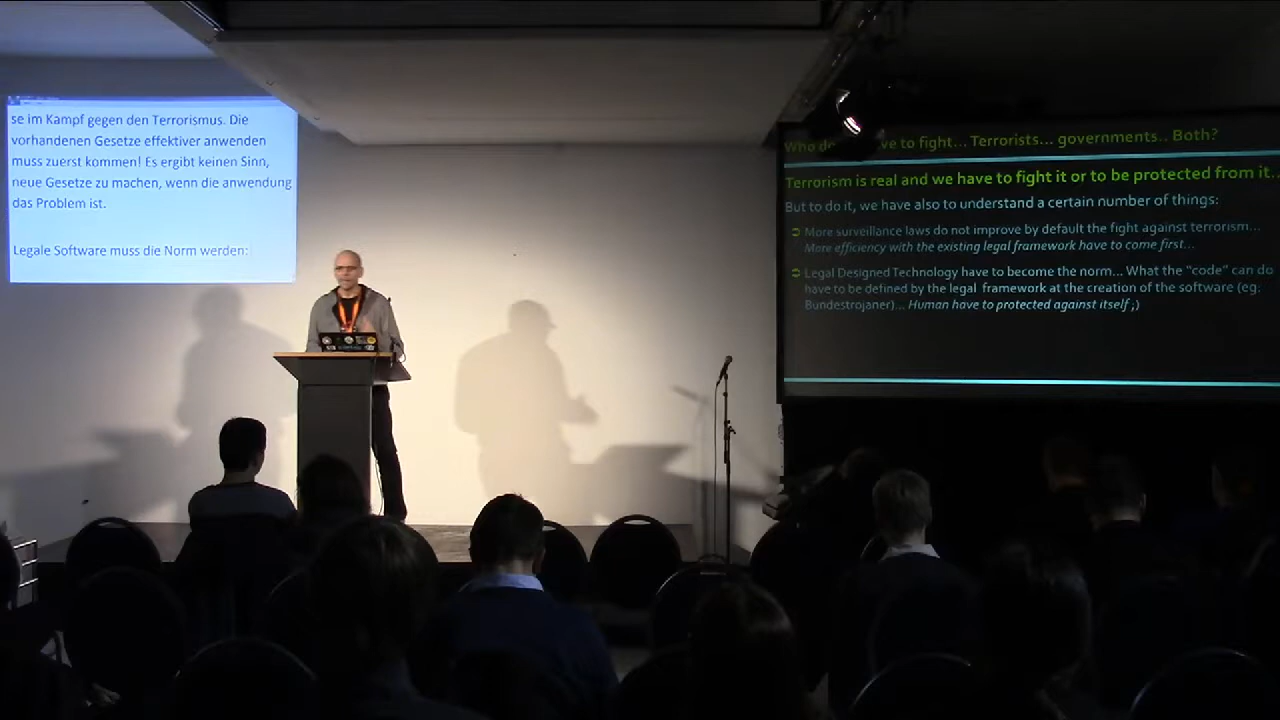 se im Kampf gegen den Terrorismus. Die
vorhandenen Gesetze effektiver anwenden
muss zuerst kommen! Es ergibt keinen Sinn,
neue Gesetze zu machen, wenn die anwendung
das Problem ist.
Legale Software muss die Norm werden:
Who do ve to fight... Terrorists... governments.. Both?
Terrorism is real and we have to fight it or to be protected from it..
But to do it, we have also to understand a certain number of things:
More surveillance laws do not improve by default the fight against terrorism...
More efficiency with the existing legal framework have to come first...
Legal Designed Technology have to become the norm... What the "code" can do
have to be defined by the legal framework at the creation of the software (eg:
Bundestrojaner)... Human have to protected against itself ;)